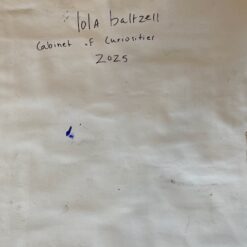 lola baltzell
Cabinet of Curiosities
2025